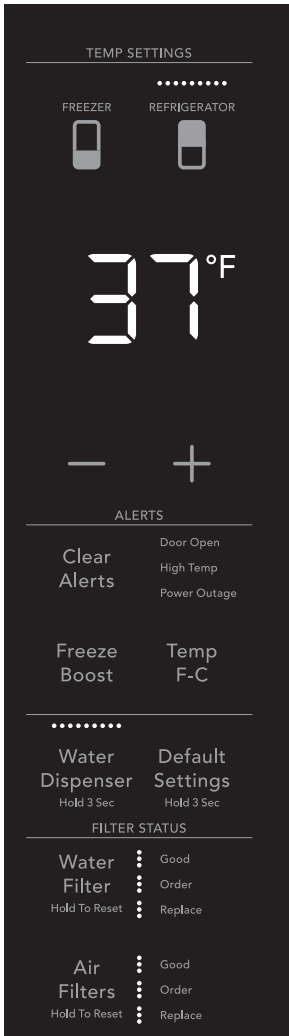 TEMP SETTINGS
FREEZER REFRIGERATOR
37°F
ALERTS
Clear
Alerts
Door Open
High Temp
Power Outage
Freeze
Boost
Temp
F-C
Water
Dispenser
Hold 3 Sec
Default
Settings
Hold 3 Sec
FILTER STATUS
Water
Filter
Hold To Reset
Good
Order
Replace
Air
Filters
Hold To Reset
Good
Order
Replace